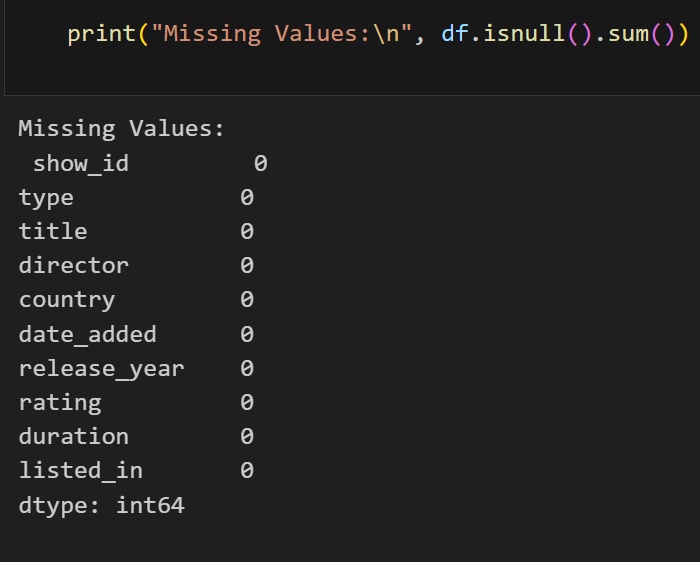 print("Missing Values:\n", df.isnull().sum())
Missing Values:
 show_id         0
type            0
title           0
director        0
country         0
date_added      0
release_year    0
rating          0
duration        0
listed_in       0
dtype: int64